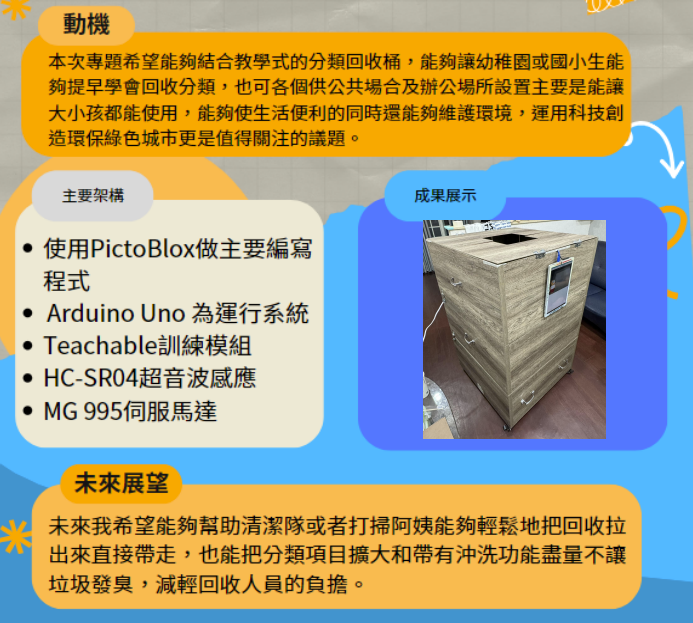 動機
本次專題希望能夠結合教學式的分類回收桶，能夠讓幼稚園或國小生能
夠提早學會回收分類，也可各個供公共場合及辦公場所設置主要是能讓
大小孩都能使用，能夠使生活便利的同時還能夠維護環境，運用科技創
造環保綠色城市更是值得關注的議題。
主要架構
• 使用PictoBlox做主要編寫
程式
• Arduino Uno 為運行系統
• Teachable訓練模組
• HC-SR04超音波感應
• MG 995伺服馬達
成果展示
未來展望
未來我希望能夠幫助清潔隊或者打掃阿姨能夠輕鬆地把回收拉
出來直接帶走，也能把分類項目擴大和帶有沖洗功能盡量不讓
垃圾發臭，減輕回收人員的負擔。